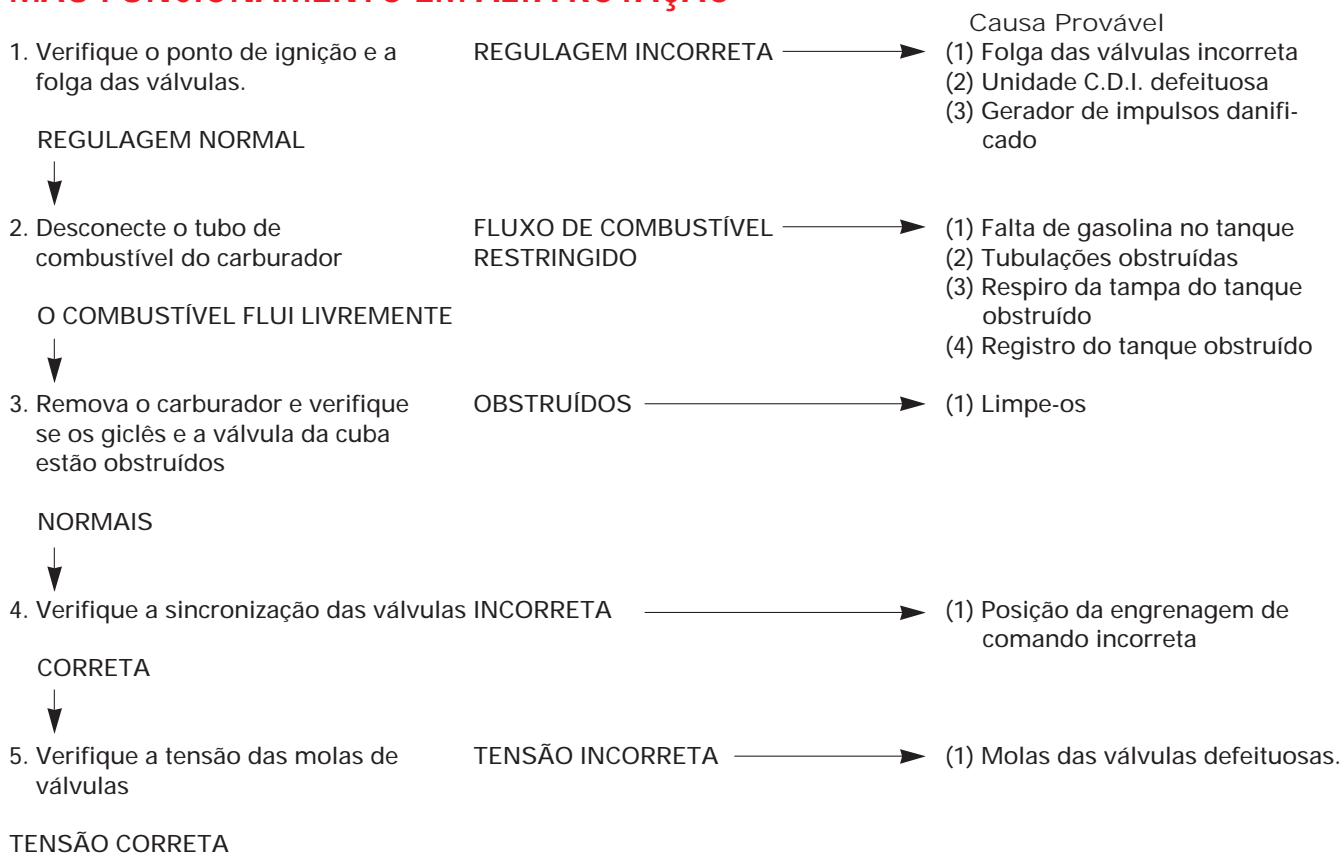 MAU FUNCIONAMENTO EM ALTA ROTAÇÃO
Causa Provável
1. Verifique o ponto de ignição e a
folga das válvulas.
REGULAGEM INCORRETA
(1) Folga das válvulas incorreta
(2) Unidade C.D.I. defeituosa
(3) Gerador de impulsos danifi-
cado
REGULAGEM NORMAL
2. Desconecte o tubo de
combustível do carburador
FLUXO DE COMBUSTÍVEL
RESTRINGIDO
(1) Falta de gasolina no tanque
(2) Tubulações obstruídas
(3) Respiro da tampa do tanque
obstruído
(4) Registro do tanque obstruído
O COMBUSTÍVEL FLUI LIVREMENTE
3. Remova o carburador e verifique
se os giclês e a válvula da cuba
estão obstruídos
OBSTRUÍDOS
(1) Limpe-os
NORMAIS
4. Verifique a sincronização das válvulas
INCORRETA
(1) Posição da engrenagem de
comando incorreta
CORRETA
5. Verifique a tensão das molas de
válvulas
TENSÃO INCORRETA
(1) Molas das válvulas defeituosas.
TENSÃO CORRETA